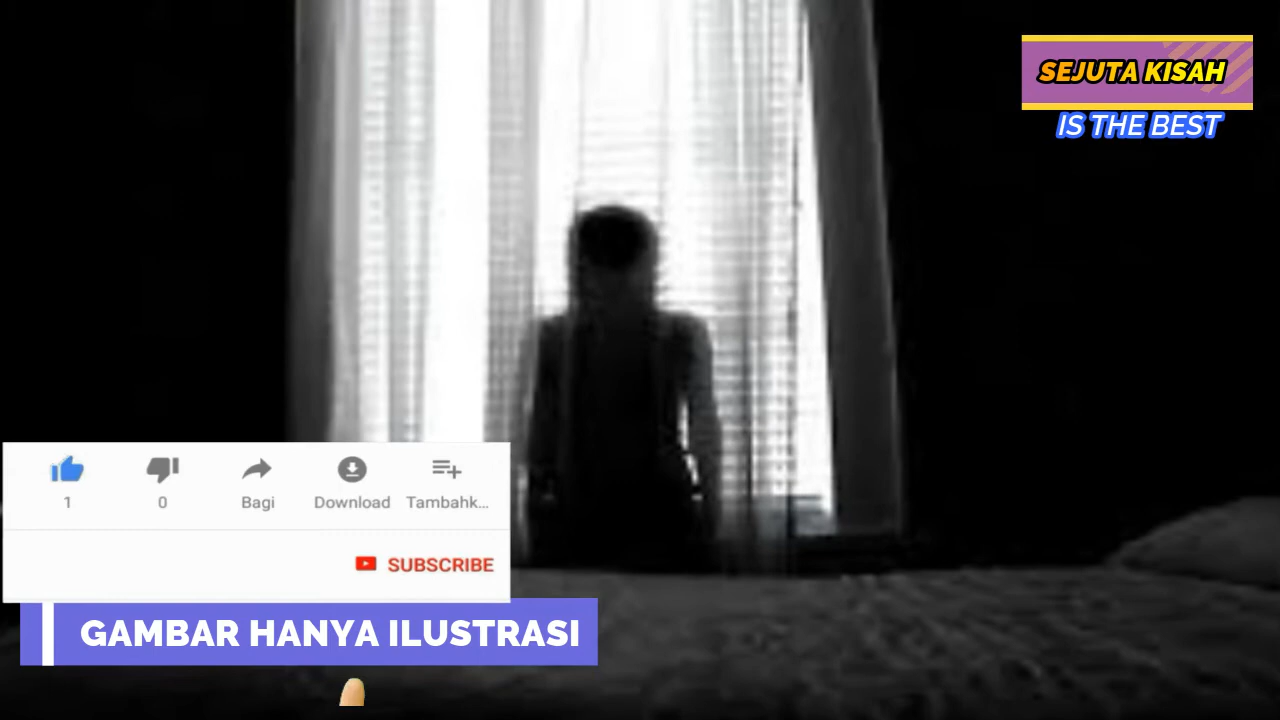 SEJUTA KISAH
IS THE BEST
1
0
Bagi
Download
Tambahk...
SUBSCRIBE
GAMBAR HANYA ILUSTRASI